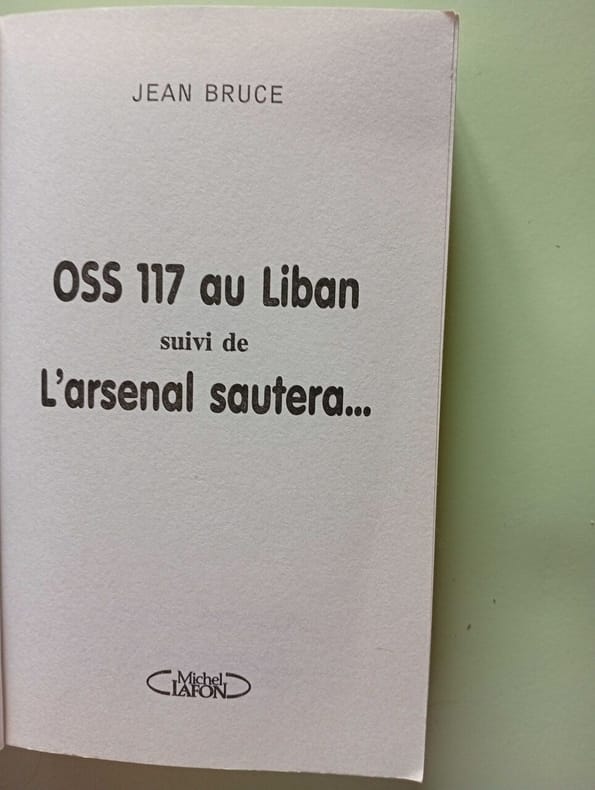 JEAN BRUCE
OSS 117 au Liban
suivi de
L'arsenal sautera...
Michel
LAFON